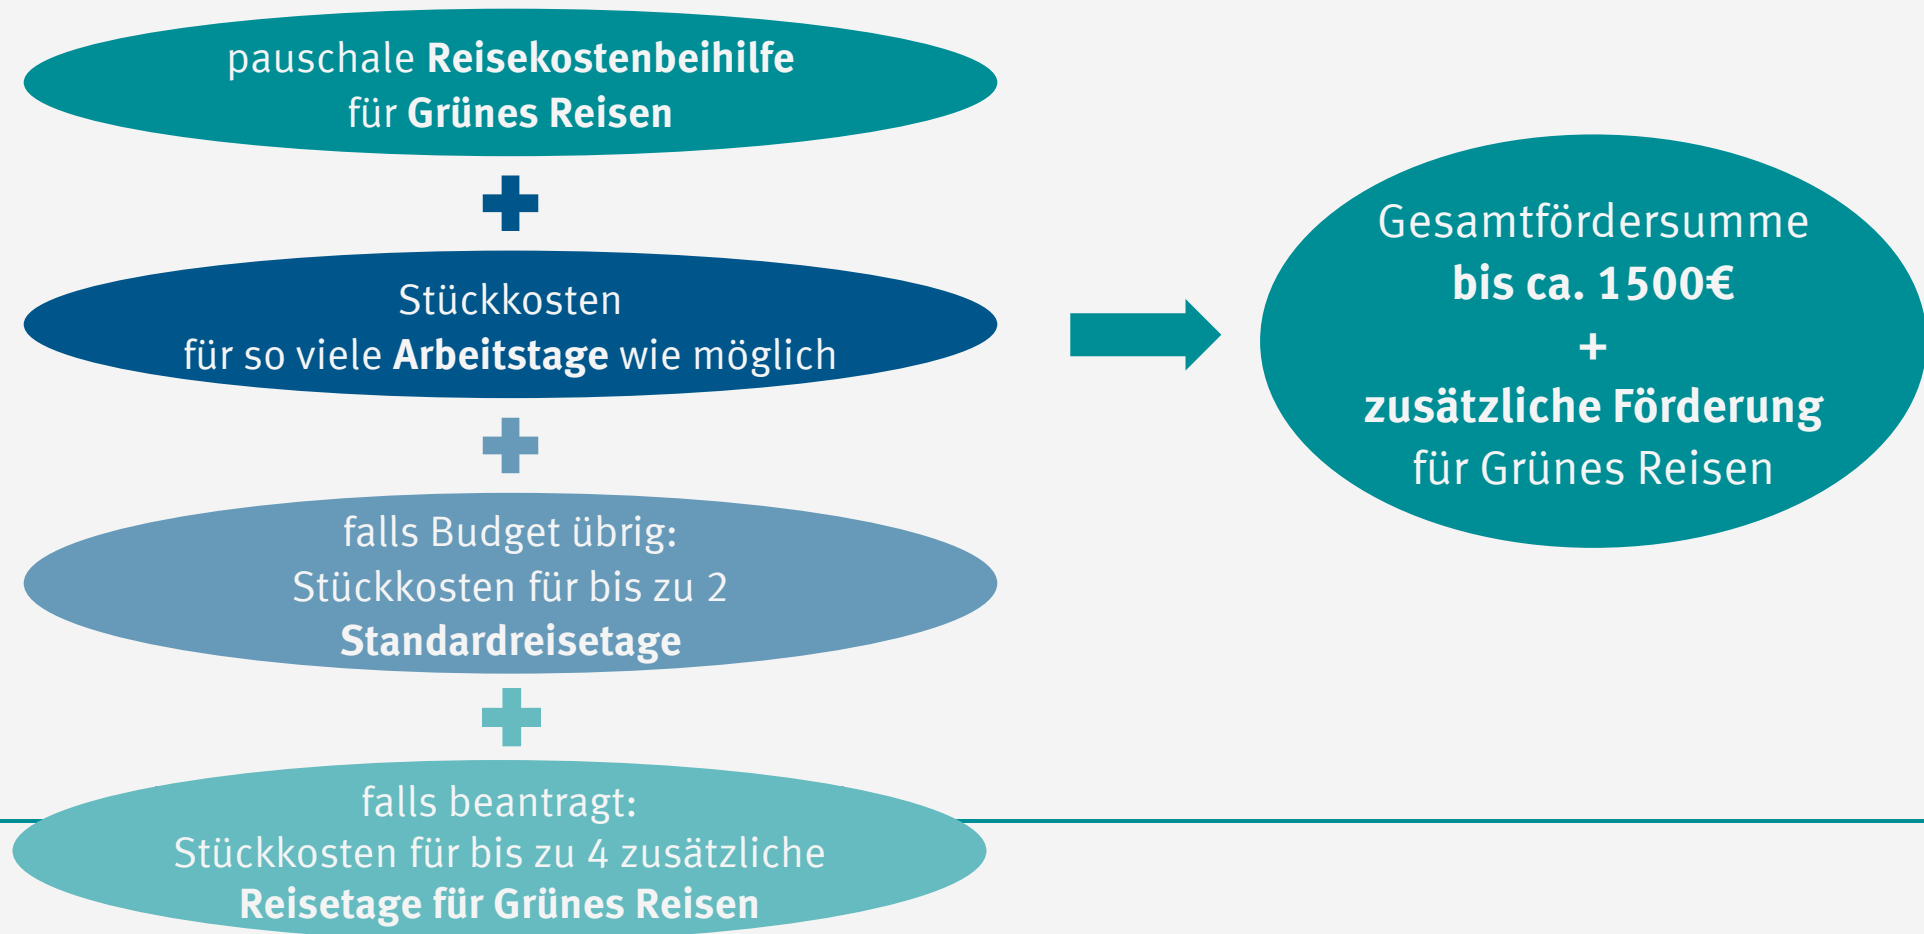 pauschale Reisekostenbeihilfe
für Grünes Reisen
Stückkosten
für so viele Arbeitstage wie möglich
falls Budget übrig:
Stückkosten für bis zu 2
Standardreisetage
falls beantragt:
Stückkosten für bis zu 4 zusätzliche
Reisetage für Grünes Reisen
Gesamtfördersumme
bis ca. 1500€
+
zusätzliche Förderung
für Grünes Reisen